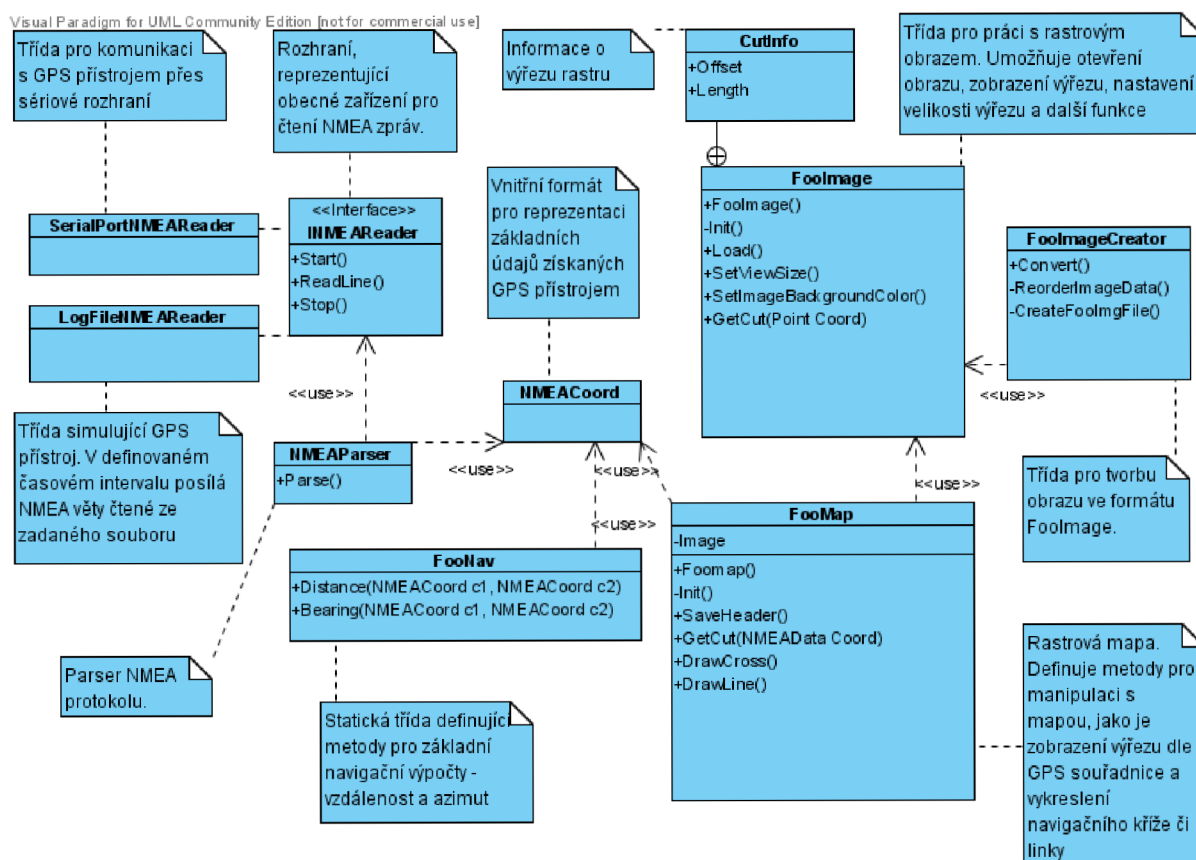 Visual Paradigm for UML Community Edition [not for commercial use]
Třída pro komunikaci
s GPS přístrojem přes
sériové rozhraní
Rozhraní,
reprezentující
obecné zařízení pro
čtení NMEA zpráv.
Informace o
výřezu rastru
CutInfo
+Offset
+Length
Třída pro práci s rastrovým
obrazem. Umožňuje otevření
obrazu, zobrazení výřezu, nastavení
velikosti výřezu a další funkce
Vnitřní formát
pro reprezentaci
základních
údajů získaných
GPS přístrojem
SerialPortNMEAReader
<<Interface>>
INMEAReader
+Start()
+ReadLine()
+Stop()
LogFileNMEAReader
FooImage
+FooImage()
-Init()
+Load()
+SetViewSize()
+SetImageBackgroundColor()
+GetCut(Point Coord)
FooImageCreator
+Convert()
-ReorderImageData()
-CreateFooImgFile()
<<use>>
<<use>>
NMEACoord
Třída simulující GPS
přístroj. V definovaném
časovém intervalu posílá
NMEA věty čtené ze
zadaného souboru
NMEAParser
+Parse()
<<use>>
<<use>>
<<use>>
<<use>>
Třída pro tvorbu
obrazu ve formátu
FooImage.
FooNav
+Distance(NMEACoord c1, NMEACoord c2)
+Bearing(NMEACoord c1, NMEACoord c2)
FooMap
-Image
+Foomap()
-Init()
+SaveHeader()
+GetCut(NMEAData Coord)
+DrawCross()
+DrawLine()
Parser NMEA
protokolu.
Statická třída definující
metody pro základní
navigační výpočty -
vzdálenost a azimut
Rastrová mapa.
Definuje metody pro
manipulaci s
mapou, jako je
zobrazení výřezu dle
GPS souřadnice a
vykreslení
navigačního kříže či
linky